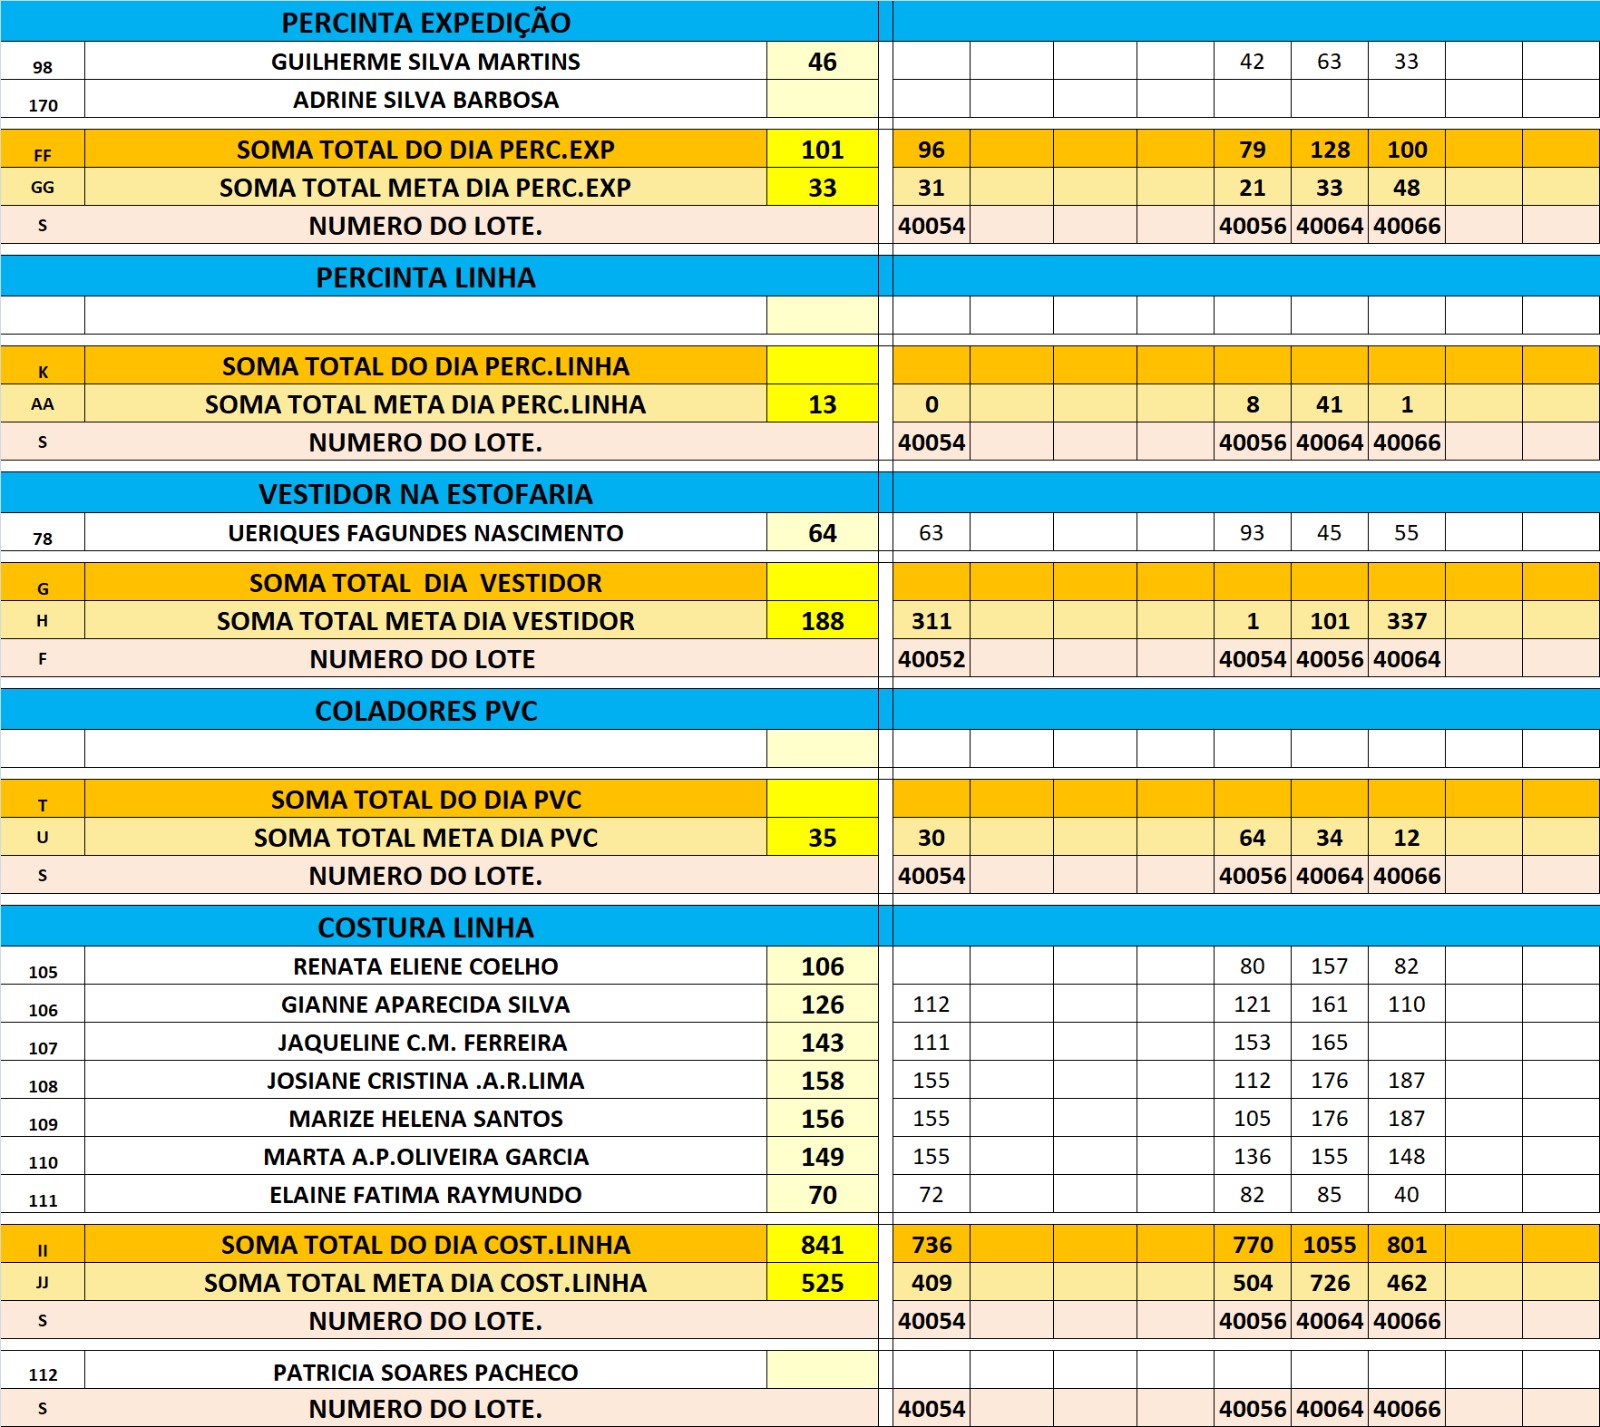 PERCINTA EXPEDIÇÃO
98 GUILHERME SILVA MARTINS 46 42 63 33
170 ADRINE SILVA BARBOSA
FF SOMA TOTAL DO DIA PERC.EXP 101 96 79 128 100
GG SOMA TOTAL META DIA PERC.EXP 33 31 21 33 48
S NUMERO DO LOTE. 40054 40056 40064 40066
PERCINTA LINHA
K SOMA TOTAL DO DIA PERC.LINHA
AA SOMA TOTAL META DIA PERC.LINHA 13 0 8 41 1
S NUMERO DO LOTE. 40054 40056 40064 40066
VESTIDOR NA ESTOFARIA
78 UERIQUES FAGUNDES NASCIMENTO 64 63 93 45 55
G SOMA TOTAL DIA VESTIDOR
H SOMA TOTAL META DIA VESTIDOR 188 311 1 101 337
F NUMERO DO LOTE 40052 40054 40056 40064
COLADORES PVC
T SOMA TOTAL DO DIA PVC
U SOMA TOTAL META DIA PVC 35 30 64 34 12
S NUMERO DO LOTE. 40054 40056 40064 40066
COSTURA LINHA
105 RENATA ELIENE COELHO 106 80 157 82
106 GIANNE APARECIDA SILVA 126 112 121 161 110
107 JAQUELINE C.M. FERREIRA 143 111 153 165
108 JOSIANE CRISTINA .A.R.LIMA 158 155 112 176 187
109 MARIZE HELENA SANTOS 156 155 105 176 187
110 MARTA A.P.OLIVEIRA GARCIA 149 155 136 155 148
111 ELAINE FATIMA RAYMUNDO 70 72 82 85 40
II SOMA TOTAL DO DIA COST.LINHA 841 736 770 1055 801
JJ SOMA TOTAL META DIA COST.LINHA 525 409 504 726 462
S NUMERO DO LOTE. 40054 40056 40064 40066
112 PATRICIA SOARES PACHECO
S NUMERO DO LOTE. 40054 40056 40064 40066